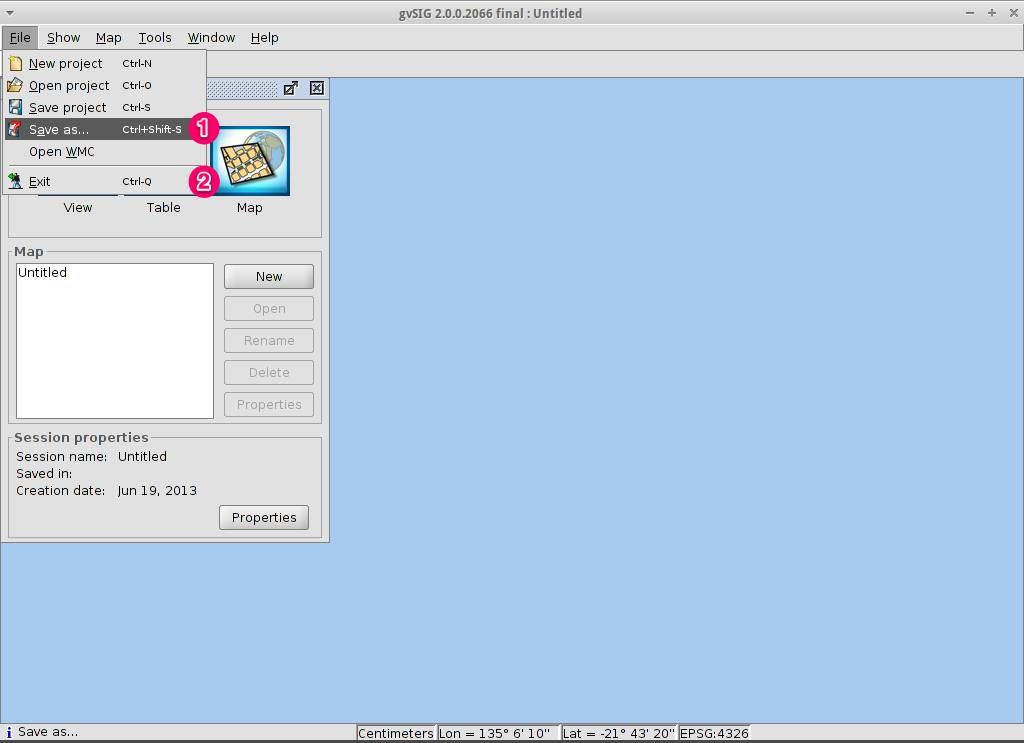 gvSIG 2.0.0.2066 final : Untitled
File Show Map Tools Window Help
New project Ctrl-N
Open project Ctrl-O
Save project Ctrl-S
Save as... Ctrl+Shift-S 1
Open WMC
Exit Ctrl-Q 2
View Table Map
Map
Untitled
New
Open
Rename
Delete
Properties
Session properties
Session name: Untitled
Saved in:
Creation date: Jun 19, 2013
Properties
i Save as... Centimeters Lon = 135° 6' 10" Lat = -21° 43' 20" EPSG:4326